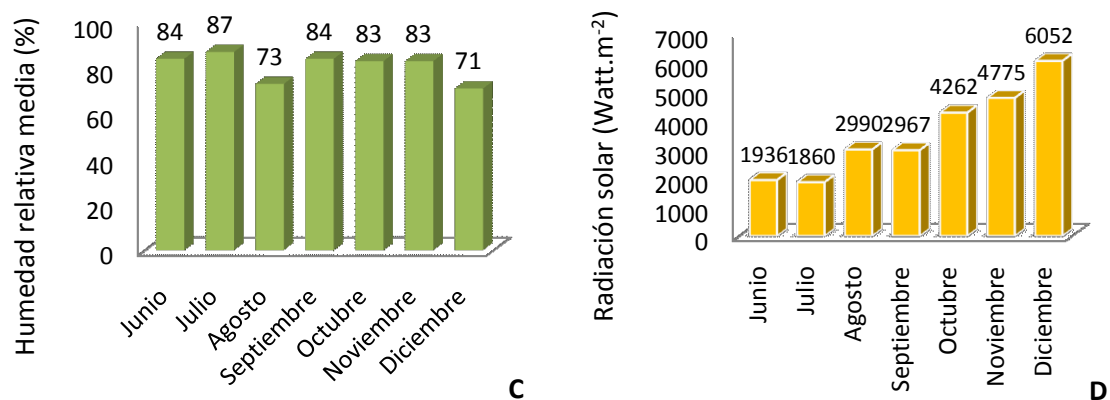 Humedad relativa media (%)
100
80
60
40
20
0
84
87
73
84
83
83
71
Junio
Julio
Agosto
Septiembre
Octubre
Noviembre
Diciembre
C
Radiación solar (Watt.m-2)
7000
6000
5000
4000
3000
2000
1000
0
1936
1860
2990
2967
4262
4775
6052
Junio
Julio
Agosto
Septiembre
Octubre
Noviembre
Diciembre
D